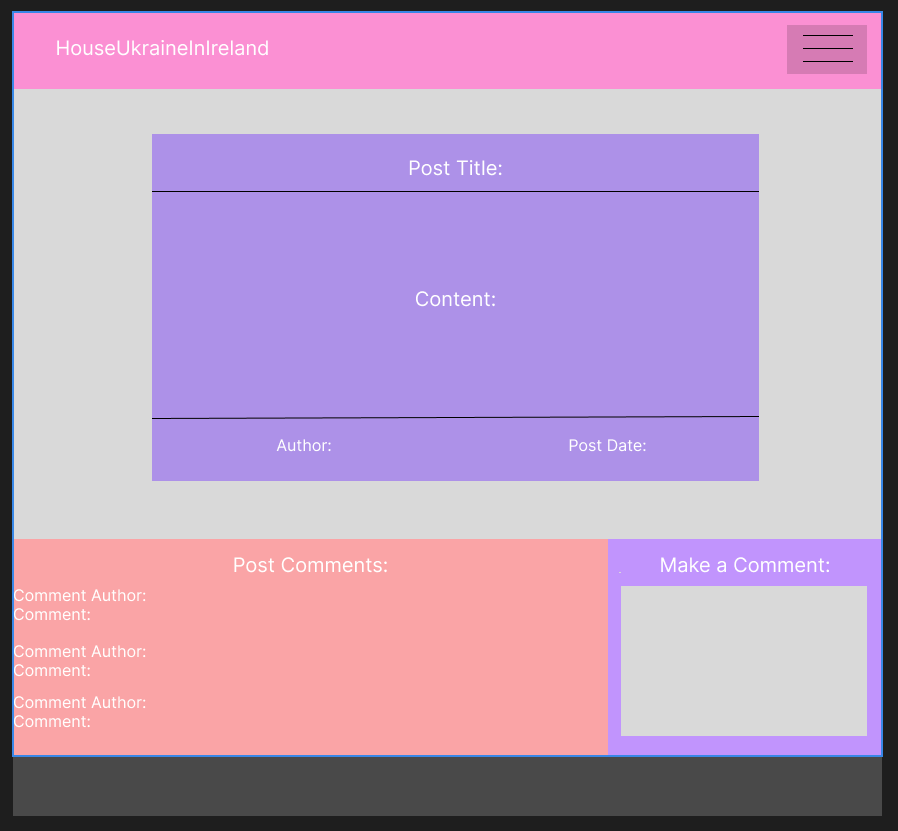 HouseUkraineInIreland
Post Title:
Content:
Author:
Post Date:
Post Comments:
Comment Author:
Comment:
Comment Author:
Comment:
Comment Author:
Comment:
Make a Comment: